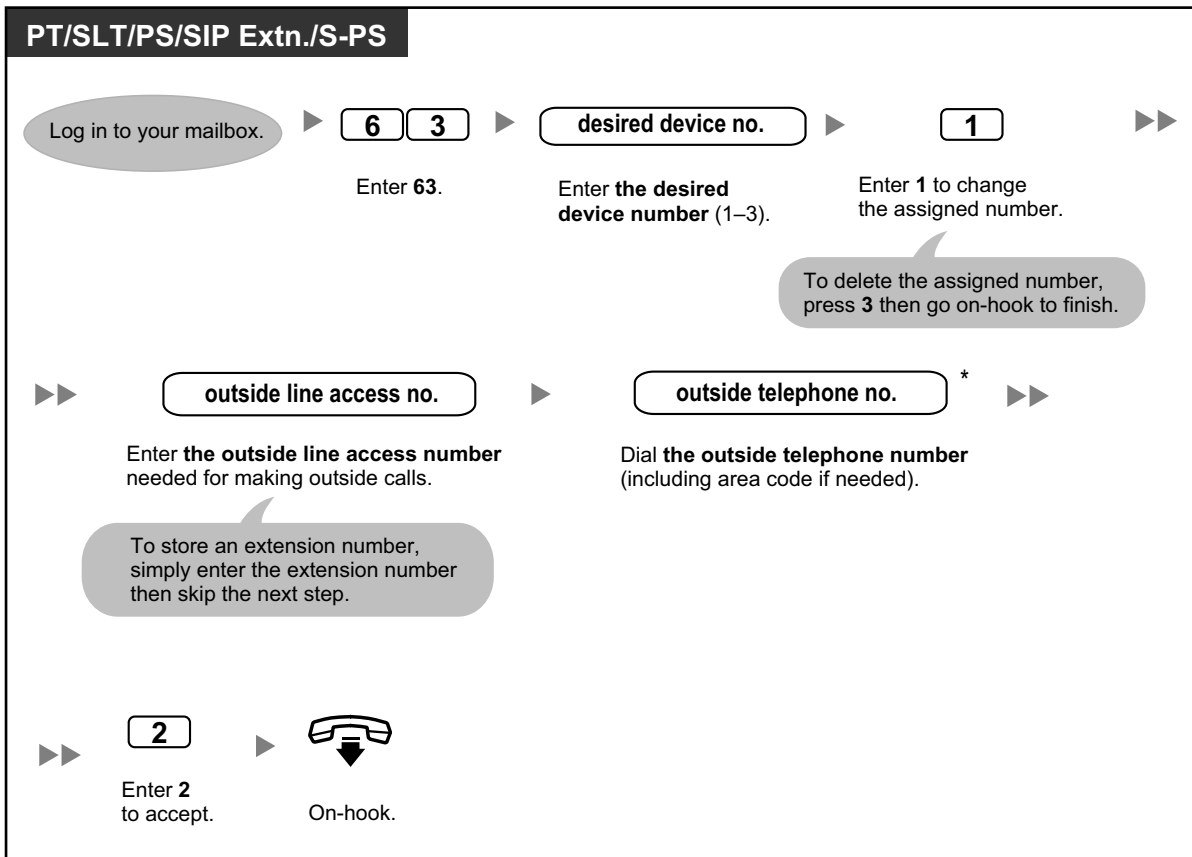 PT/SLT/PS/SIP Extn./S-PS
Log in to your mailbox.
6 3
Enter 63.
desired device no.
Enter the desired
device number (1–3).
1
Enter 1 to change
the assigned number.
To delete the assigned number,
press 3 then go on-hook to finish.
outside line access no.
Enter the outside line access number
needed for making outside calls.
To store an extension number,
simply enter the extension number
then skip the next step.
outside telephone no. *
Dial the outside telephone number
(including area code if needed).
2
Enter 2
to accept.
On-hook.